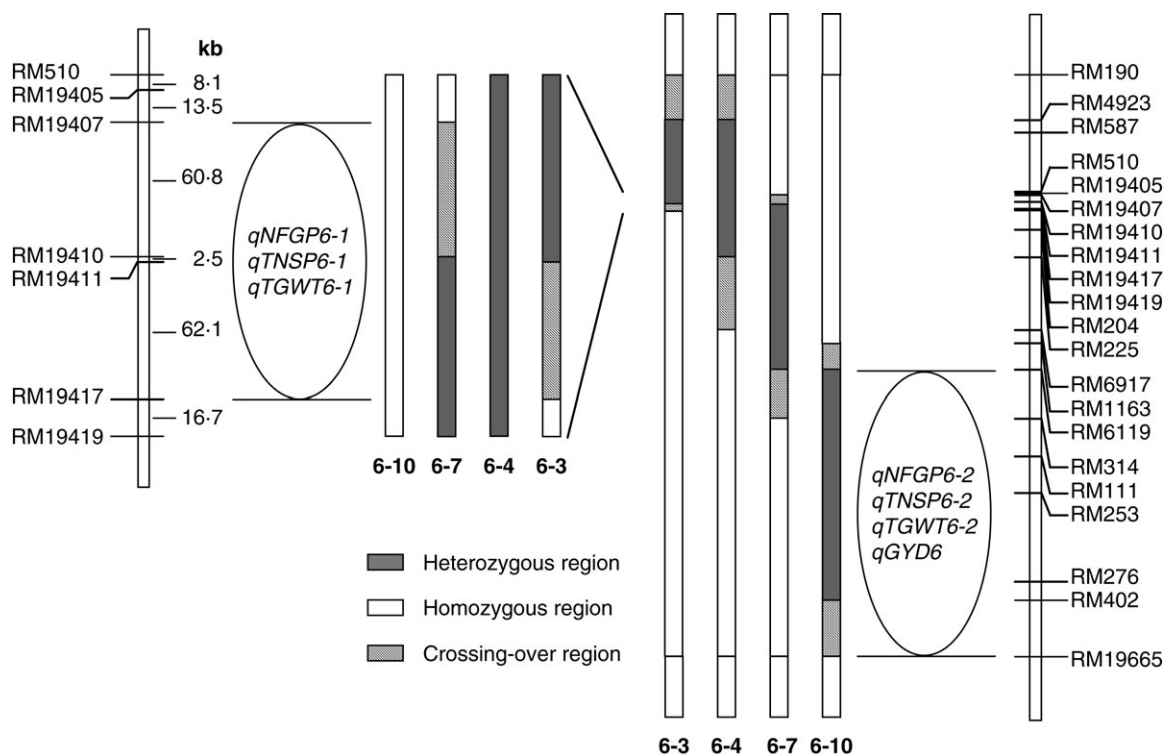 kb
RM510
RM19405
RM19407
RM19410
RM19411
RM19417
RM19419
8·1
13·5
60·8
2·5
62·1
16·7
qNFGP6-1
qTNSP6-1
qTGWT6-1
6-10 6-7 6-4 6-3
Heterozygous region
Homozygous region
Crossing-over region
6-3 6-4 6-7 6-10
qNFGP6-2
qTNSP6-2
qTGWT6-2
qGYD6
RM190
RM4923
RM587
RM510
RM19405
RM19407
RM19410
RM19411
RM19417
RM19419
RM204
RM225
RM6917
RM1163
RM6119
RM314
RM111
RM253
RM276
RM402
RM19665